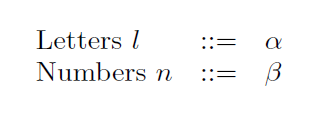 Letters l ::= α
Numbers n ::= β